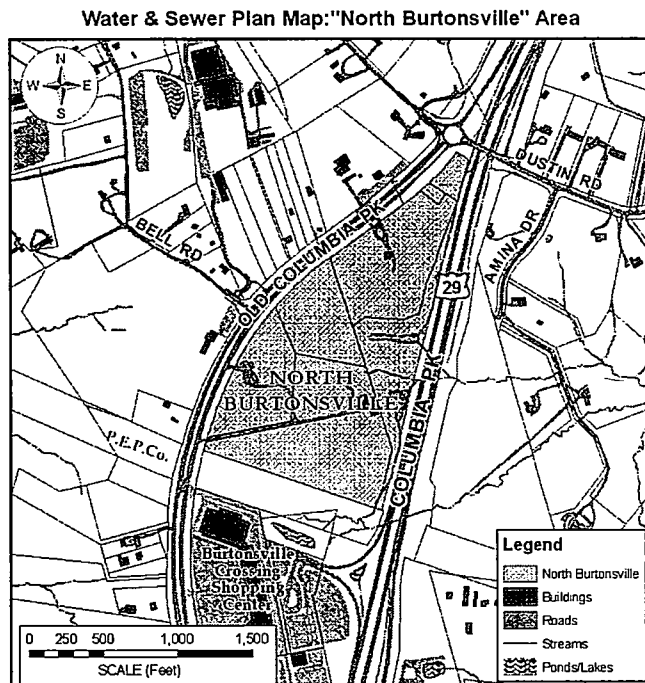 Water & Sewer Plan Map:"North Burtonsville" Area
N
W E
S
DUSTIN RD
BELL RD
OLD COLUMBIA PK
AMINA DR
29
NORTH
BURTONSVILLE
COLUMBIA PK
P.E.P.Co.
Burtonsville
Crossing
Shopping
Center
Legend
North Burtonsville
Buildings
Roads
Streams
Ponds/Lakes
0 250 500 1,000 1,500
SCALE (Feet)